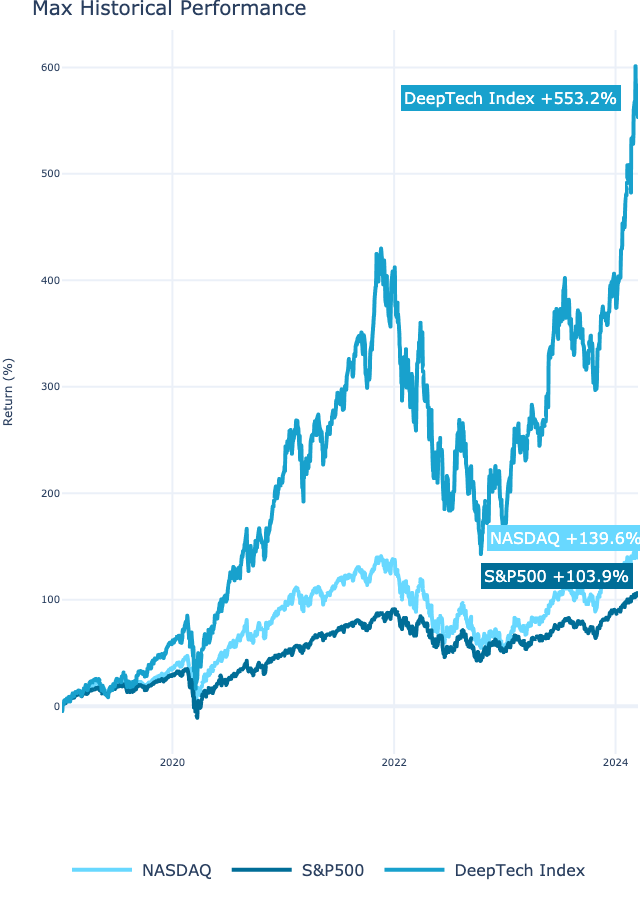 Max Historical Performance
600
DeepTech Index +553.2%
500
400
Return (%)
300
200
NASDAQ +139.6%
S&P500 +103.9%
100
0
2020 2022 2024
NASDAQ S&P500 DeepTech Index